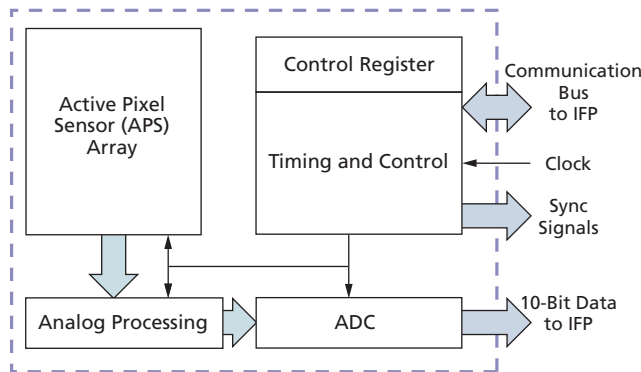 Active Pixel
Sensor (APS)
Array
Control Register
Timing and Control
Communication
Bus
to IFP
Clock
Sync
Signals
Analog Processing
ADC
10-Bit Data
to IFP